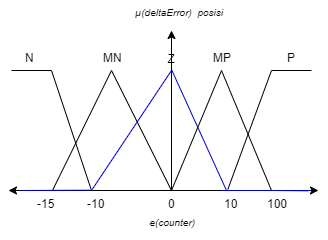 μ(deltaError) posisi
N MN Z MP P
-15 -10 0 10 100
e(counter)